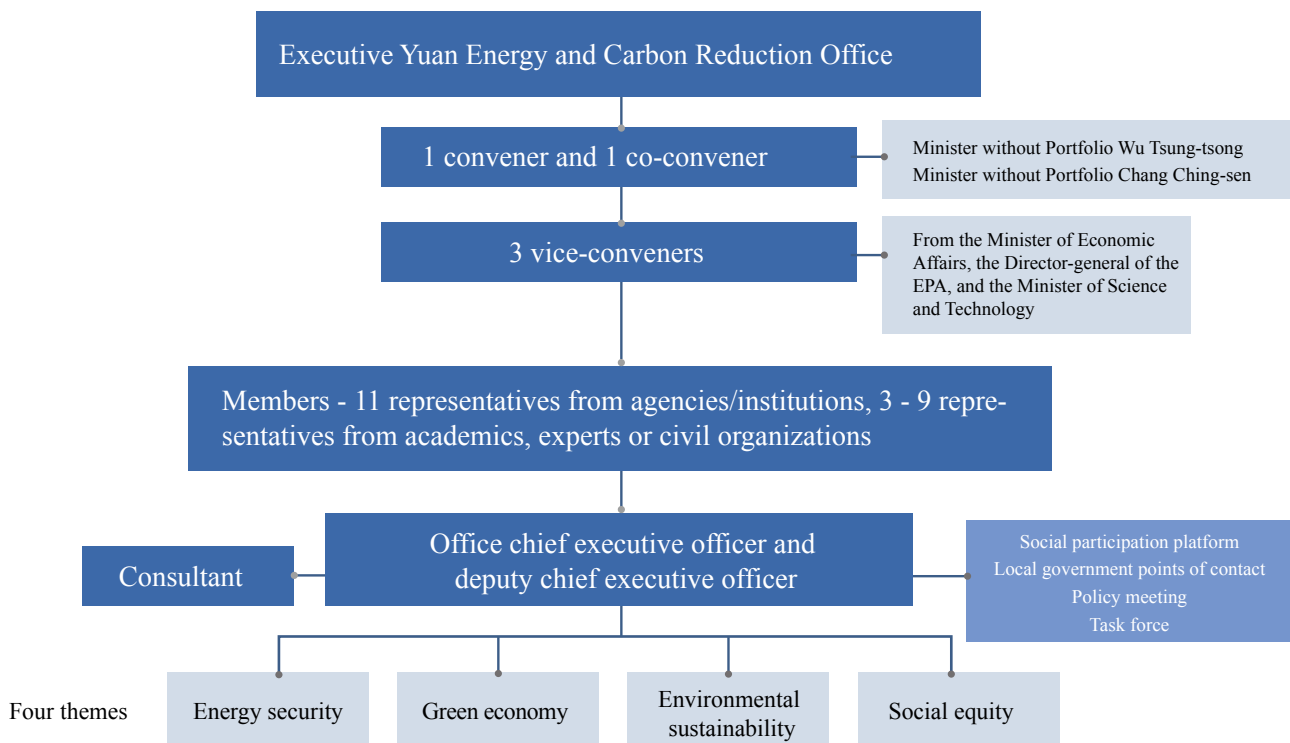 Executive Yuan Energy and Carbon Reduction Office
1 convener and 1 co-convener
Minister without Portfolio Wu Tsung-tsong
Minister without Portfolio Chang Ching-sen
3 vice-conveners
From the Minister of Economic
Affairs, the Director-general of the
EPA, and the Minister of Science
and Technology
Members - 11 representatives from agencies/institutions, 3 - 9 repre-
sentatives from academics, experts or civil organizations
Consultant
Office chief executive officer and
deputy chief executive officer
Social participation platform
Local government points of contact
Policy meeting
Task force
Four themes
Energy security
Green economy
Environmental
sustainability
Social equity